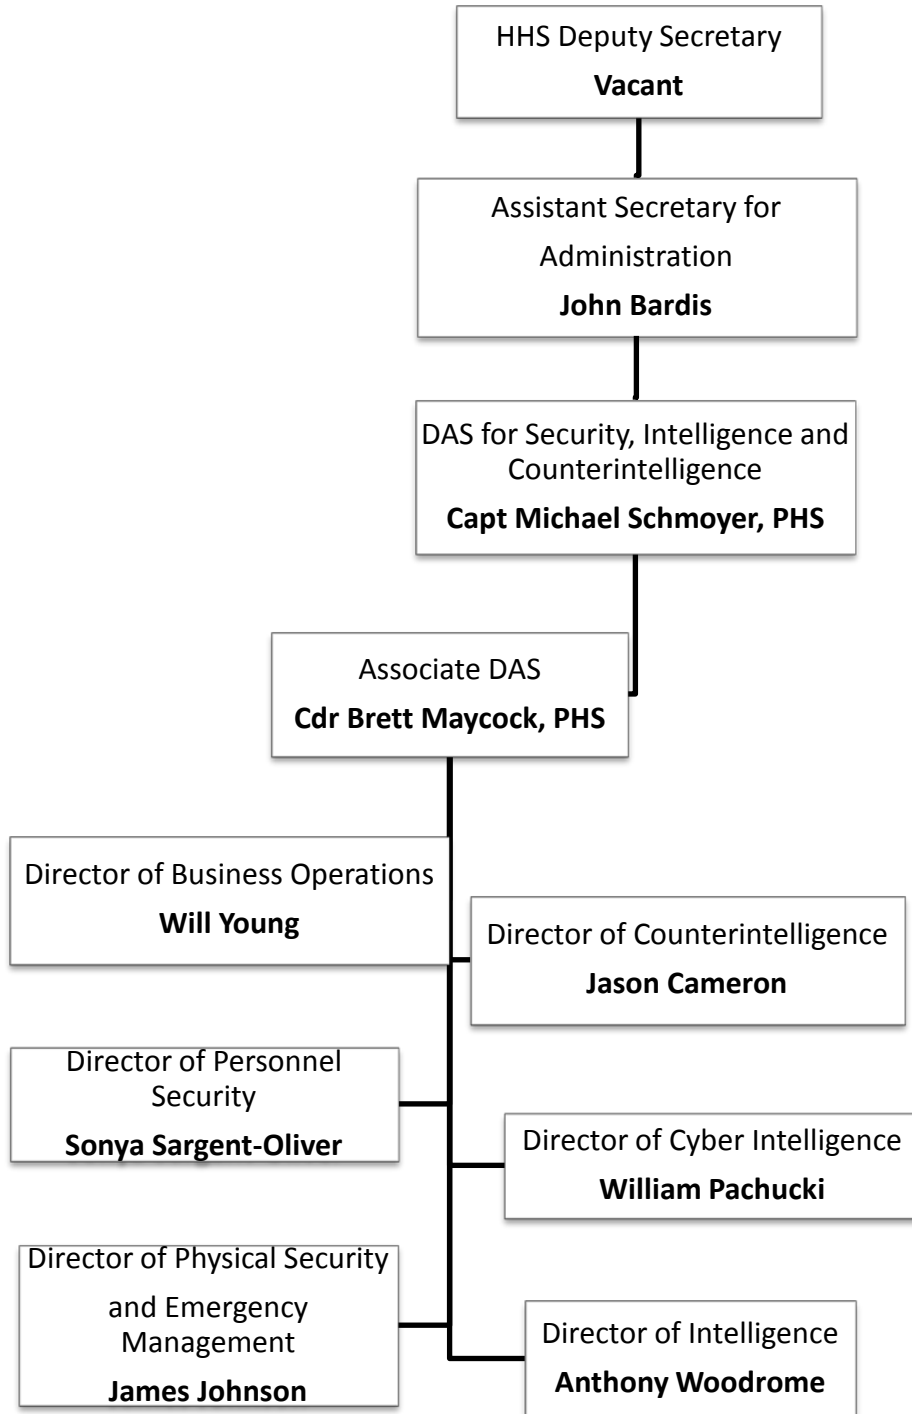 HHS Deputy Secretary
Vacant
Assistant Secretary for
Administration
John Bardis
DAS for Security, Intelligence and
Counterintelligence
Capt Michael Schmoyer, PHS
Associate DAS
Cdr Brett Maycock, PHS
Director of Business Operations
Will Young
Director of Counterintelligence
Jason Cameron
Director of Personnel
Security
Sonya Sargent-Oliver
Director of Cyber Intelligence
William Pachucki
Director of Physical Security
and Emergency
Management
James Johnson
Director of Intelligence
Anthony Woodrome